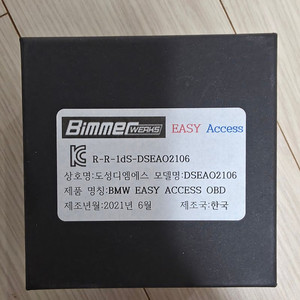 Bimmer WERKS EASY Access
R-R-1dS-DSEAO2106
상호명:도성디엠에스 모델명:DSEAO2106
제품 명칭:BMW EASY ACCESS OBD
제조년월:2021년 6월 제조국:한국